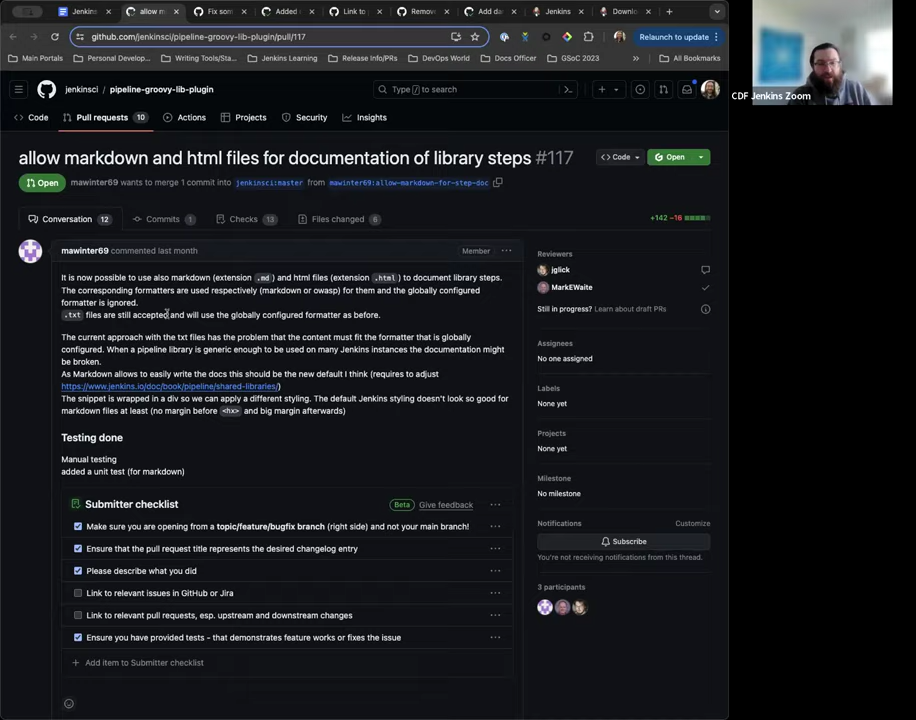 Jenkins
allow m
Fix som
Added
Link to
Remov
Add da
Jenkins
Downlo
github.com/jenkinsci/pipeline-groovy-lib-plugin/pull/117
Relaunch to update
Main Portals
Personal Develop...
Writing Tools/Sta...
Jenkins Learning
Release Info/PRs
DevOps World
Docs Officer
GSoC 2023
»
All Bookmarks
jenkinsci / pipeline-groovy-lib-plugin
Type / to search
Code
Pull requests 10
Actions
Projects
Security
Insights
allow markdown and html files for documentation of library steps #117
<> Code
Open
Open
mawinter69 wants to merge 1 commit into jenkinsci:master from mawinter69:allow-markdown-for-step-doc
Conversation 12
Commits 1
Checks 13
Files changed 6
+142 −16
mawinter69 commented last month
Member
It is now possible to use also markdown (extension .md) and html files (extension .html) to document library steps.
The corresponding formatters are used respectively (markdown or owasp) for them and the globally configured
formatter is ignored.
.txt files are still accepted and will use the globally configured formatter as before.
The current approach with the txt files has the problem that the content must fit the formatter that is globally
configured. When a pipeline library is generic enough to be used on many Jenkins instances the documentation might
be broken.
As Markdown allows to easily write the docs this should be the new default I think (requires to adjust
https://www.jenkins.io/doc/book/pipeline/shared-libraries/)
The snippet is wrapped in a div so we can apply a different styling. The default Jenkins styling doesn't look so good for
markdown files at least (no margin before <hx> and big margin afterwards)
Testing done
Manual testing
added a unit test (for markdown)
Submitter checklist
Beta
Give feedback
Make sure you are opening from a topic/feature/bugfix branch (right side) and not your main branch!
Ensure that the pull request title represents the desired changelog entry
Please describe what you did
Link to relevant issues in GitHub or Jira
Link to relevant pull requests, esp. upstream and downstream changes
Ensure you have provided tests - that demonstrates feature works or fixes the issue
+ Add item to Submitter checklist
Reviewers
jglick
MarkEWaite
Still in progress? Learn about draft PRs
Assignees
No one assigned
Labels
None yet
Projects
None yet
Milestone
No milestone
Notifications
Customize
Subscribe
You're not receiving notifications from this thread.
3 participants
CDF Jenkins Zoom